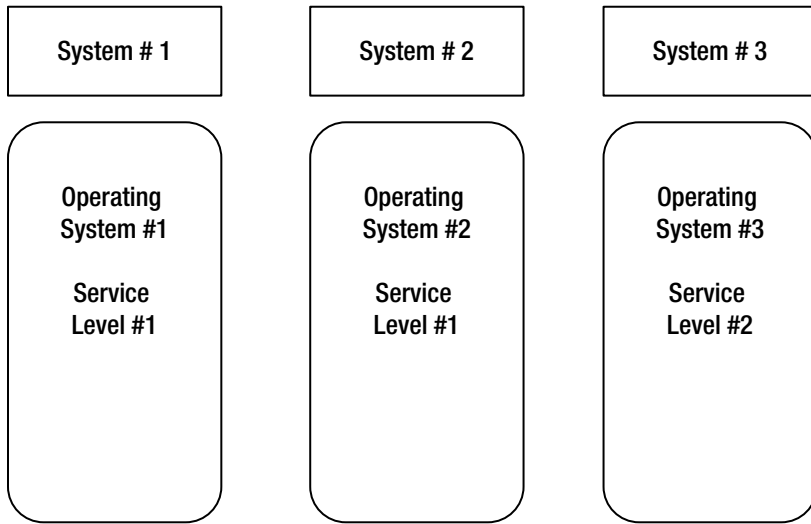 System # 1
System # 2
System # 3
Operating
System #1
Service
Level #1
Operating
System #2
Service
Level #1
Operating
System #3
Service
Level #2